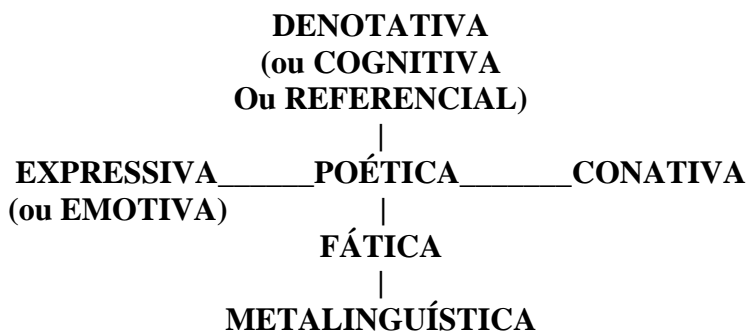 DENOTATIVA
(ou COGNITIVA
Ou REFERENCIAL)
|
EXPRESSIVA______POÉTICA_______CONATIVA
(ou EMOTIVA) |
FÁTICA
|
METALINGUÍSTICA